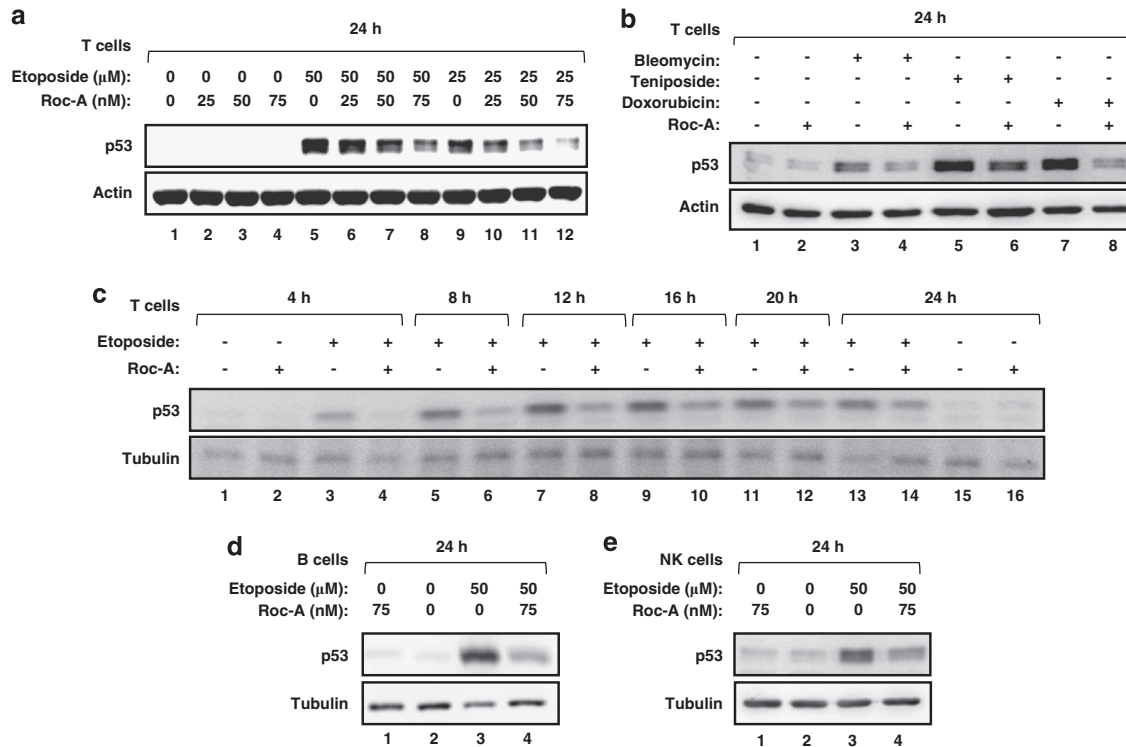 a
24 h
T cells
Etoposide (μM): 0 0 0 0 50 50 50 50 25 25 25 25
Roc-A (nM): 0 25 50 75 0 25 50 75 0 25 50 75
p53
Actin
1 2 3 4 5 6 7 8 9 10 11 12
b
24 h
T cells
Bleomycin: - - + + - - - -
Teniposide: - - - - + + - -
Doxorubicin: - - - - - - + +
Roc-A: - + - + - + - +
p53
Actin
1 2 3 4 5 6 7 8
c
T cells 4 h 8 h 12 h 16 h 20 h 24 h
Etoposide: - - + + + + + + + + + + + + - -
Roc-A: - + - + - + - + - + - + - + - +
p53
Tubulin
1 2 3 4 5 6 7 8 9 10 11 12 13 14 15 16
d
24 h
B cells
Etoposide (μM): 0 0 50 50
Roc-A (nM): 75 0 0 75
p53
Tubulin
1 2 3 4
e
24 h
NK cells
Etoposide (μM): 0 0 50 50
Roc-A (nM): 75 0 0 75
p53
Tubulin
1 2 3 4